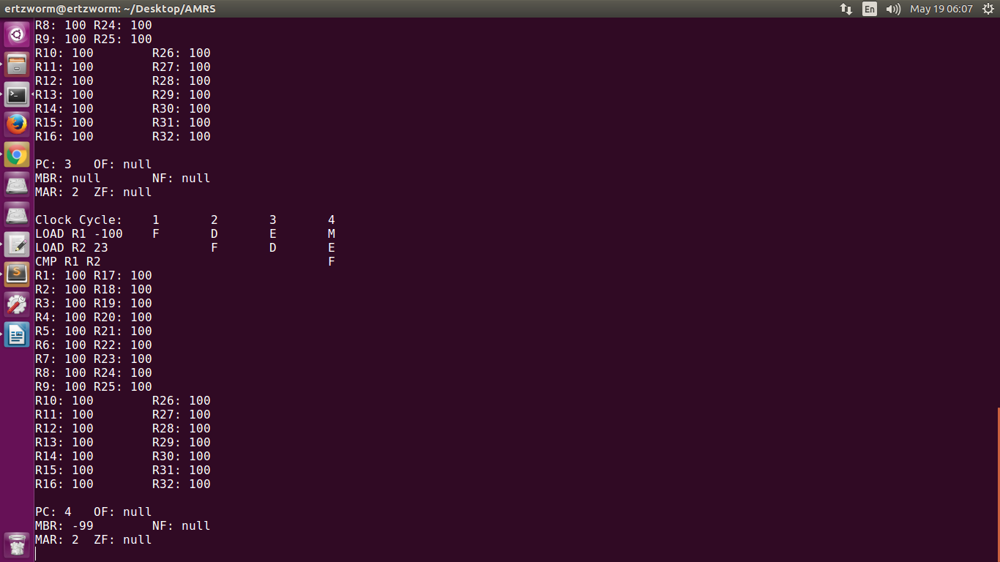 ertzworm@ertzworm: ~/Desktop/AMRS En May 19 06:07
R8: 100 R24: 100
R9: 100 R25: 100
R10: 100 R26: 100
R11: 100 R27: 100
R12: 100 R28: 100
R13: 100 R29: 100
R14: 100 R30: 100
R15: 100 R31: 100
R16: 100 R32: 100
PC: 3 OF: null
MBR: null NF: null
MAR: 2 ZF: null
Clock Cycle: 1 2 3 4
LOAD R1 -100 F D E M
LOAD R2 23 F D E
CMP R1 R2 F
R1: 100 R17: 100
R2: 100 R18: 100
R3: 100 R19: 100
R4: 100 R20: 100
R5: 100 R21: 100
R6: 100 R22: 100
R7: 100 R23: 100
R8: 100 R24: 100
R9: 100 R25: 100
R10: 100 R26: 100
R11: 100 R27: 100
R12: 100 R28: 100
R13: 100 R29: 100
R14: 100 R30: 100
R15: 100 R31: 100
R16: 100 R32: 100
PC: 4 OF: null
MBR: -99 NF: null
MAR: 2 ZF: null